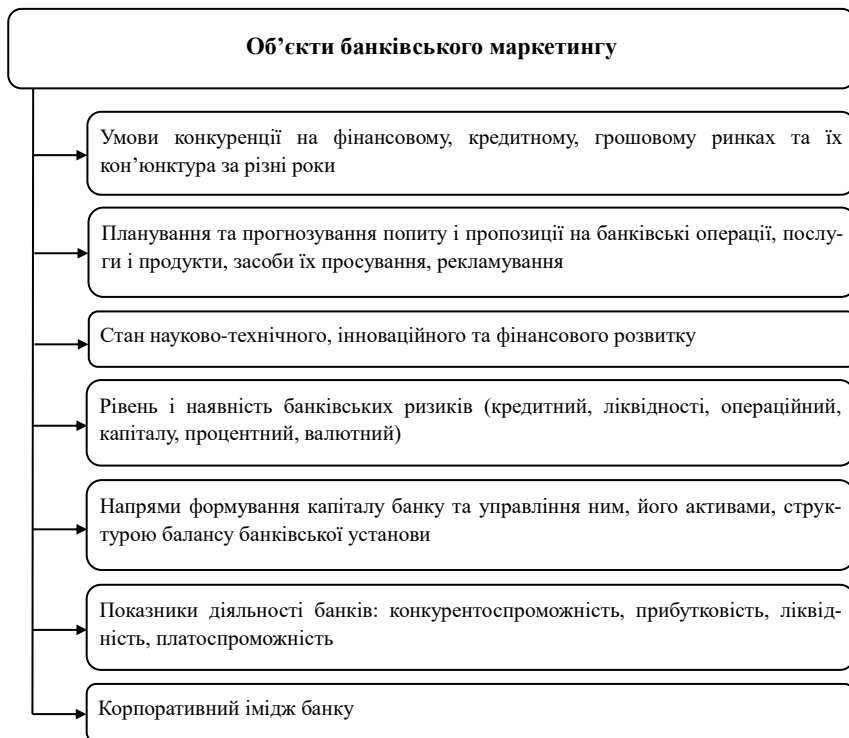 Об’єкти банківського маркетингу
Умови конкуренції на фінансовому, кредитному, грошовому ринках та їх
кон’юнктура за різні роки
Планування та прогнозування попиту і пропозиції на банківські операції, послу-
ги і продукти, засоби їх просування, рекламування
Стан науково-технічного, інноваційного та фінансового розвитку
Рівень і наявність банківських ризиків (кредитний, ліквідності, операційний,
капіталу, процентний, валютний)
Напрями формування капіталу банку та управління ним, його активами, струк-
турою балансу банківської установи
Показники діяльності банків: конкурентоспроможність, прибутковість, ліквід-
ність, платоспроможність
Корпоративний імідж банку